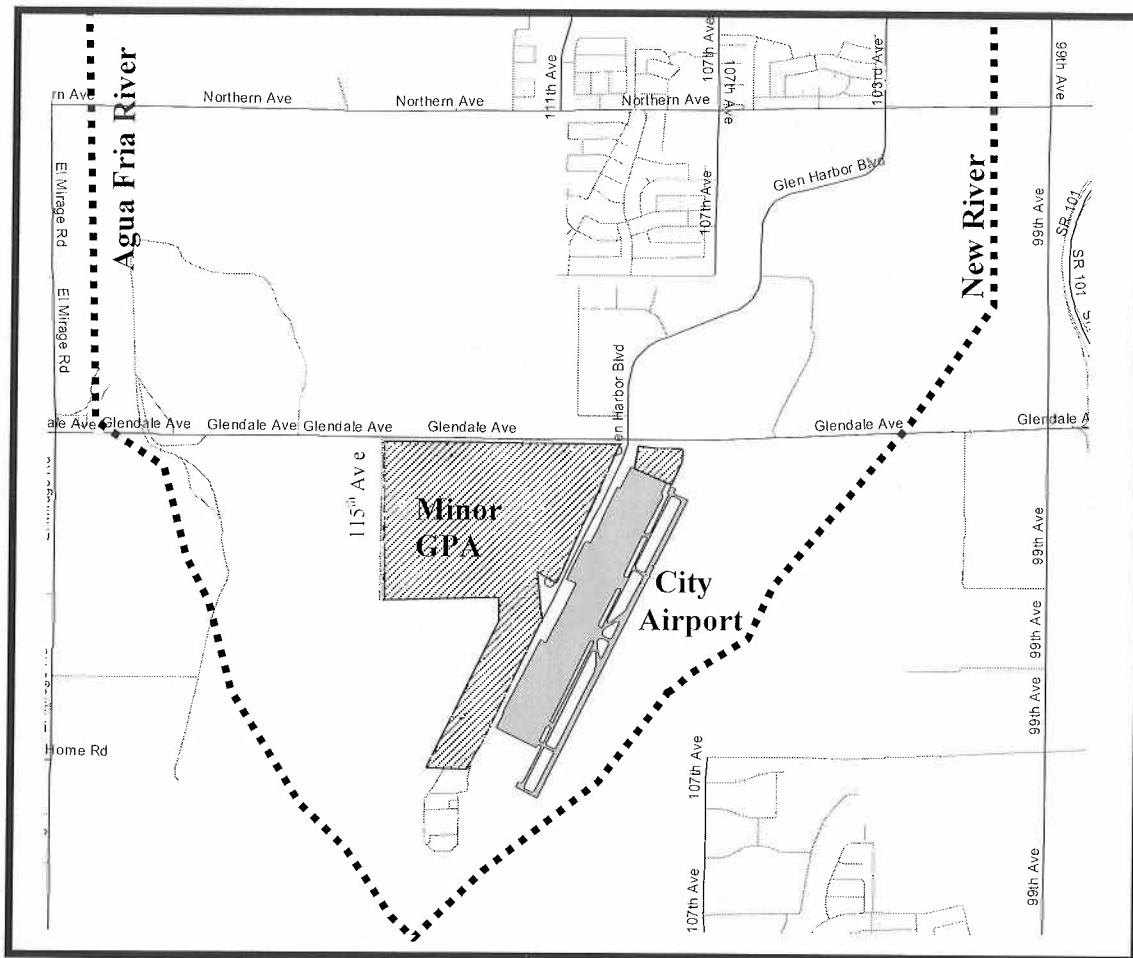 Agua Fria River
111th Ave
107th Ave
107th Ave
103rd Ave
99th Ave
rn Ave
Northern Ave
Northern Ave
Northern Ave
El Mirage Rd
Glen Harbor Blvd
New River
107th Ave
99th Ave
SR 101
SR 101
El Mirage Rd
Glen Harbor Blvd
ale Ave
Glendale Ave
Glendale Ave
Glendale Ave
Glendale Ave
Glendale Ave
Glendale A
115th Ave
Minor
GPA
99th Ave
City
Airport
99th Ave
99th Ave
Home Rd
107th Ave
99th Ave
107th Ave